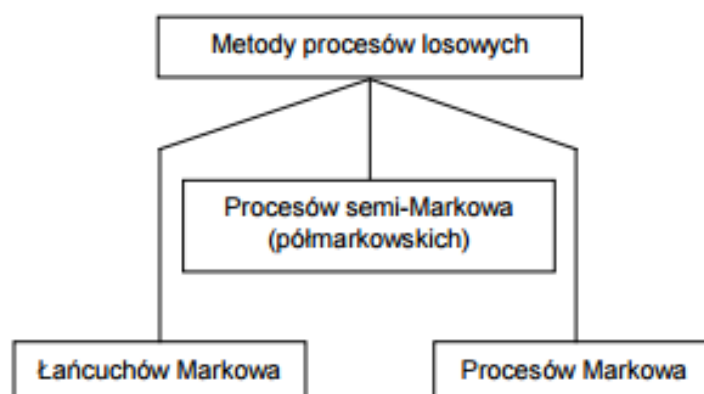 Metody procesów losowych
Procesów semi-Markowa
(półmarkowskich)
Łańcuchów Markowa
Procesów Markowa